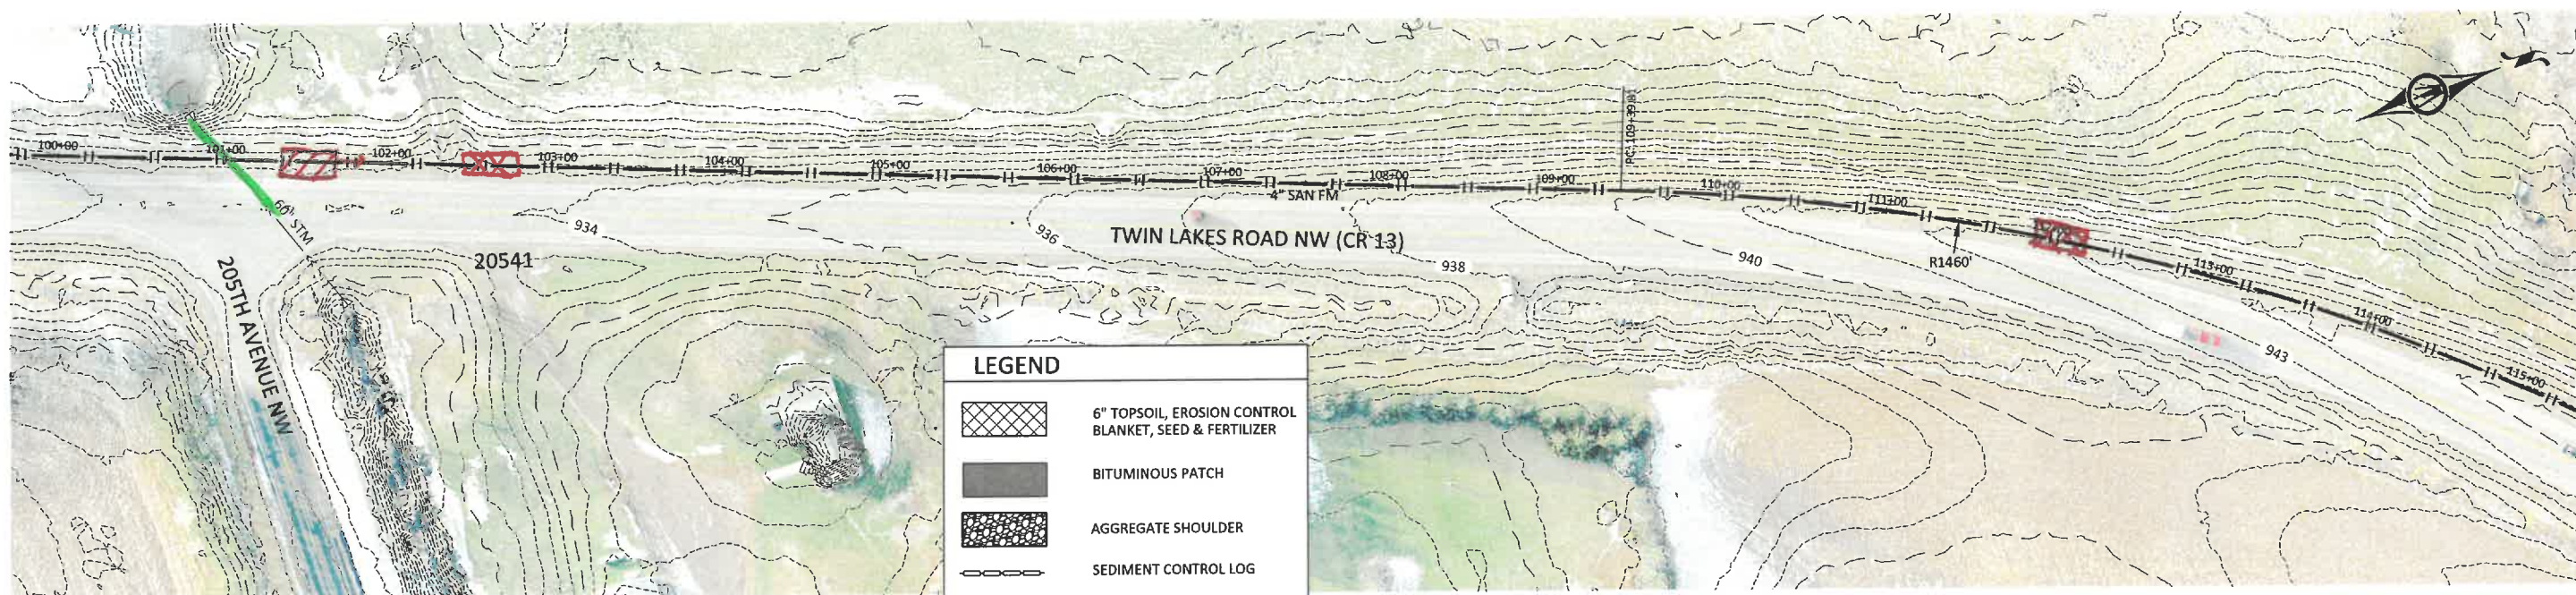 100+00
101+00
102+00
103+00
104+00
105+00
106+00
107+00
108+00
109+00
110+00
111+00
113+00
114+00
115+00
PC: 109+39.81
4" SAN FM
60" STM
934
936
938
940
943
R1460'
TWIN LAKES ROAD NW (CR 13)
20541
205TH AVENUE NW
LEGEND
6" TOPSOIL, EROSION CONTROL
BLANKET, SEED & FERTILIZER
BITUMINOUS PATCH
AGGREGATE SHOULDER
SEDIMENT CONTROL LOG